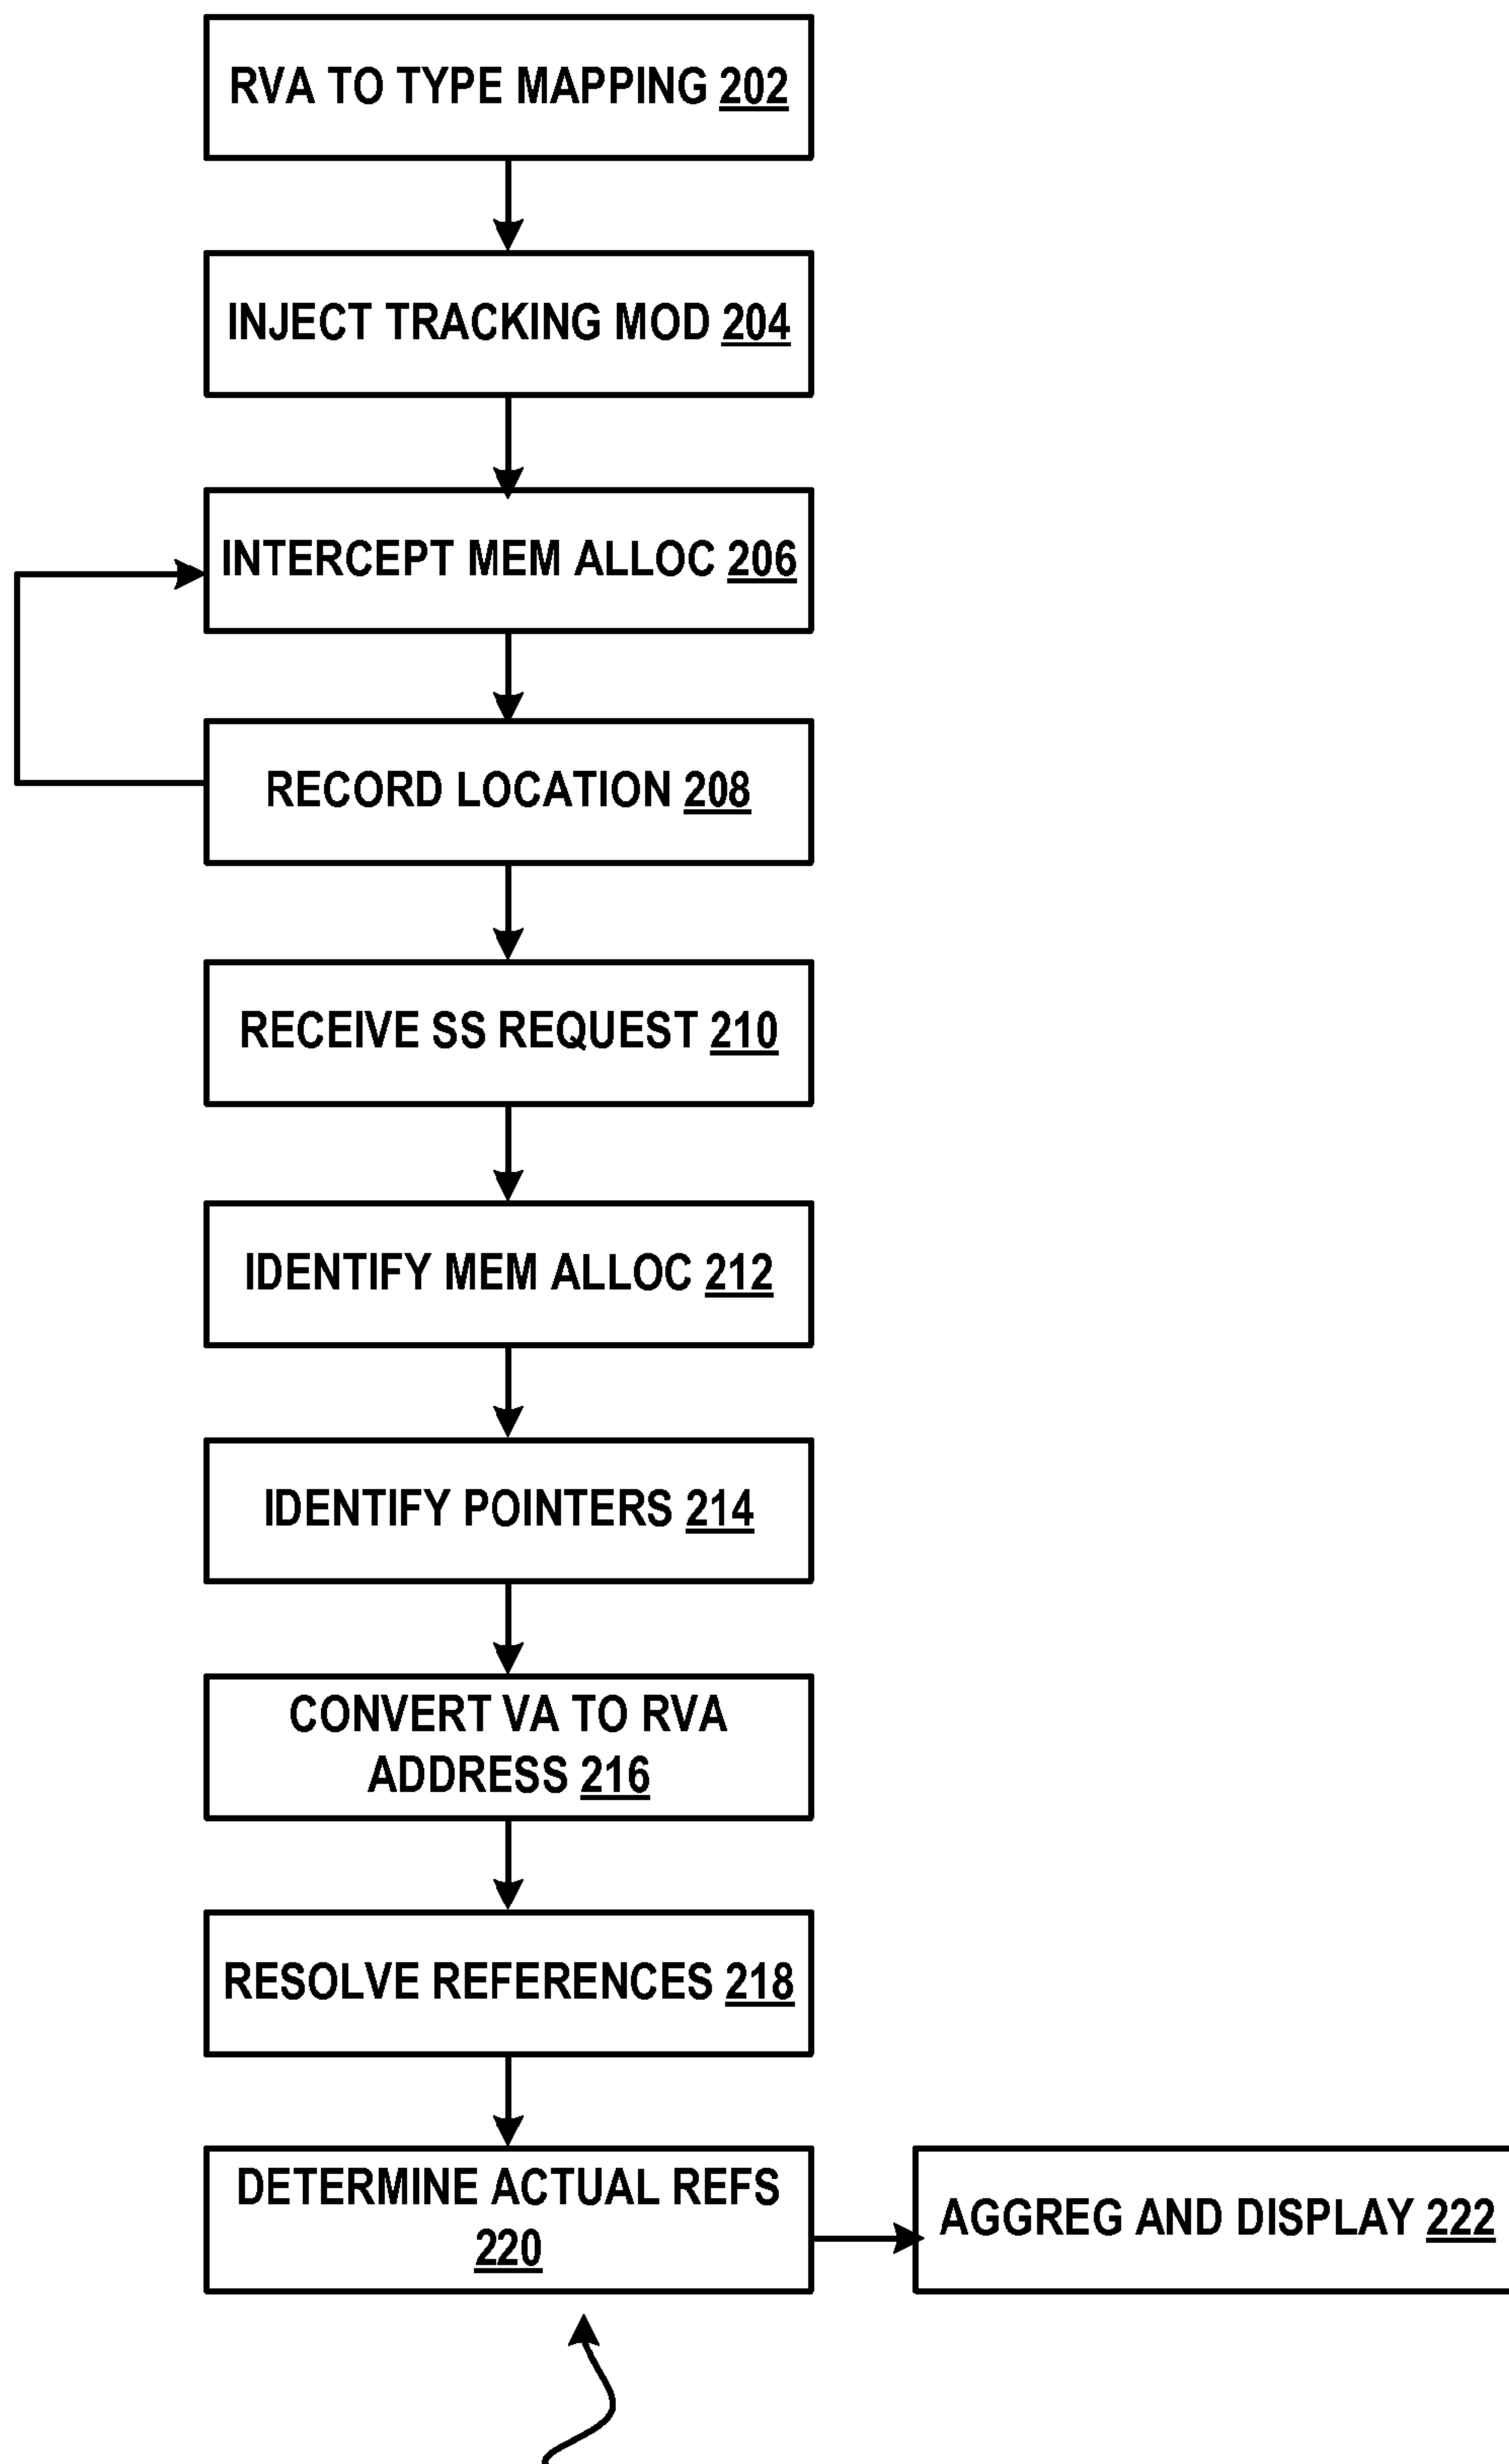 RVA TO TYPE MAPPING 202
INJECT TRACKING MOD 204
INTERCEPT MEM ALLOC 206
RECORD LOCATION 208
RECEIVE SS REQUEST 210
IDENTIFY MEM ALLOC 212
IDENTIFY POINTERS 214
CONVERT VA TO RVA
ADDRESS 216
RESOLVE REFERENCES 218
DETERMINE ACTUAL REFS
220
AGGREG AND DISPLAY 222